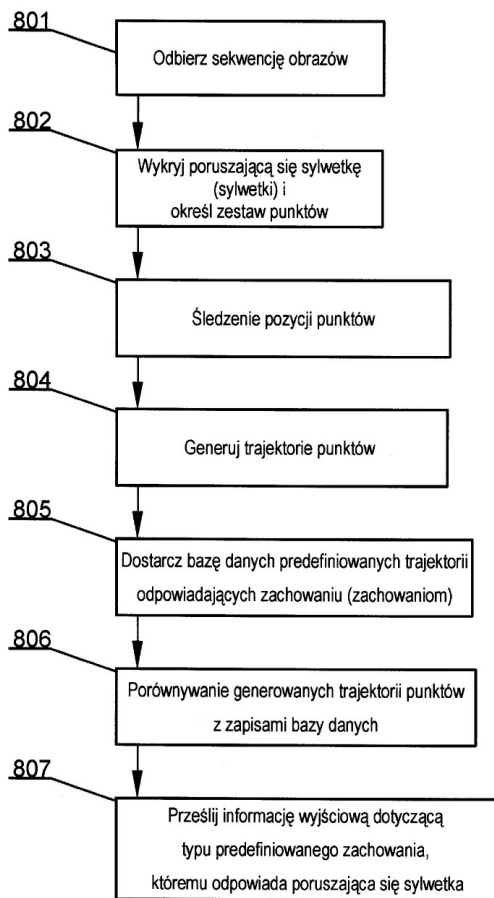 801
Odbierz sekwencję obrazów
802
Wykryj poruszającą się sylwetkę
(sylwetki) i
określ zestaw punktów
803
Śledzenie pozycji punktów
804
Generuj trajektorie punktów
805
Dostarcz bazę danych predefiniowanych trajektorii
odpowiadających zachowaniu (zachowaniom)
806
Porównywanie generowanych trajektorii punktów
z zapisami bazy danych
807
Prześlij informację wyjściową dotyczącą
typu predefiniowanego zachowania,
któremu odpowiada poruszająca się sylwetka